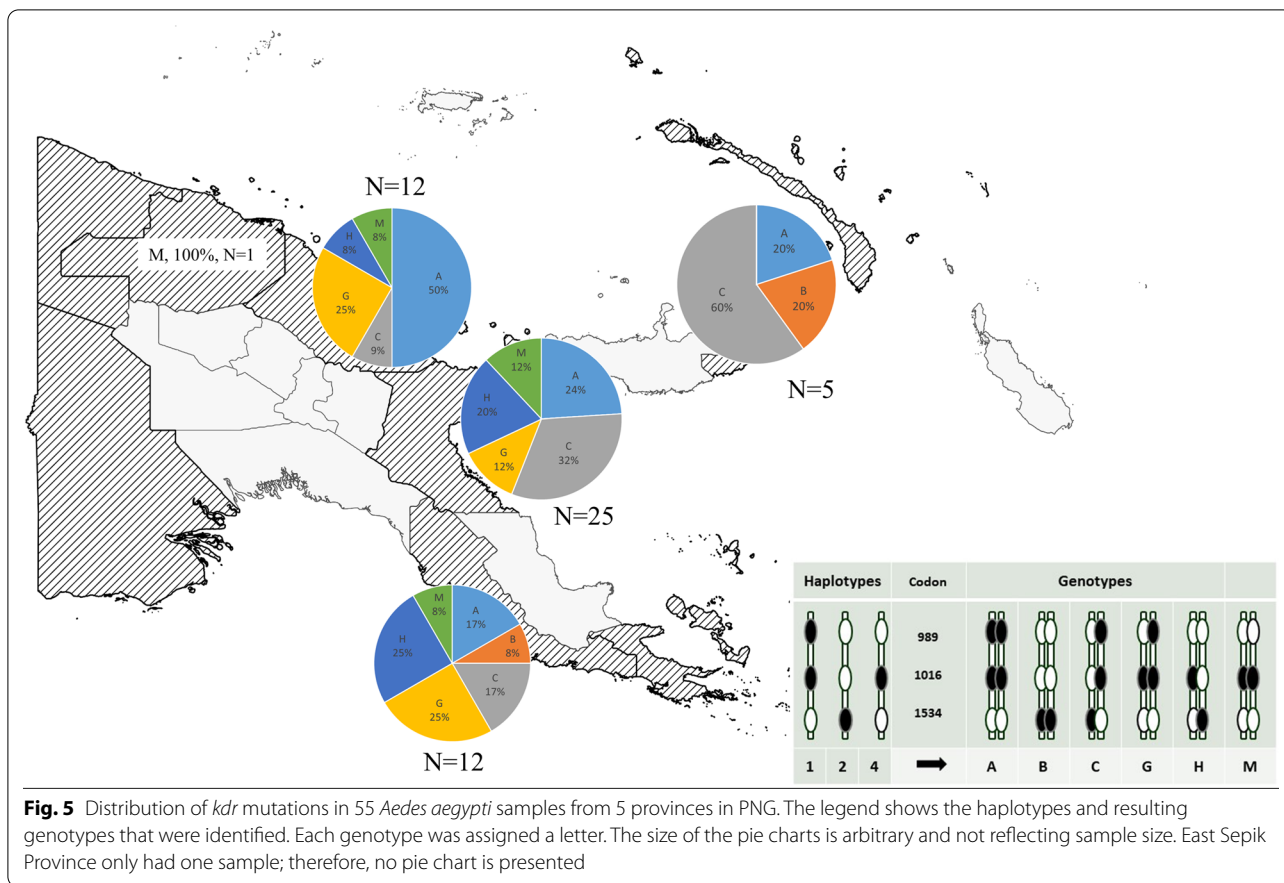 N=12
M
8%
H
8%
A
50%
G
25%
C
9%
M, 100%, N=1
A
20%
C
60%
B
20%
N=5
M
12%
A
24%
H
20%
C
32%
G
12%
N=25
M
8%
A
17%
H
25%
B
8%
C
17%
G
25%
N=12
Haplotypes Codon Genotypes
989
1016
1534
1 2 4 A B C G H M
Fig. 5 Distribution of kdr mutations in 55 Aedes aegypti samples from 5 provinces in PNG. The legend shows the haplotypes and resulting
genotypes that were identified. Each genotype was assigned a letter. The size of the pie charts is arbitrary and not reflecting sample size. East Sepik
Province only had one sample; therefore, no pie chart is presented